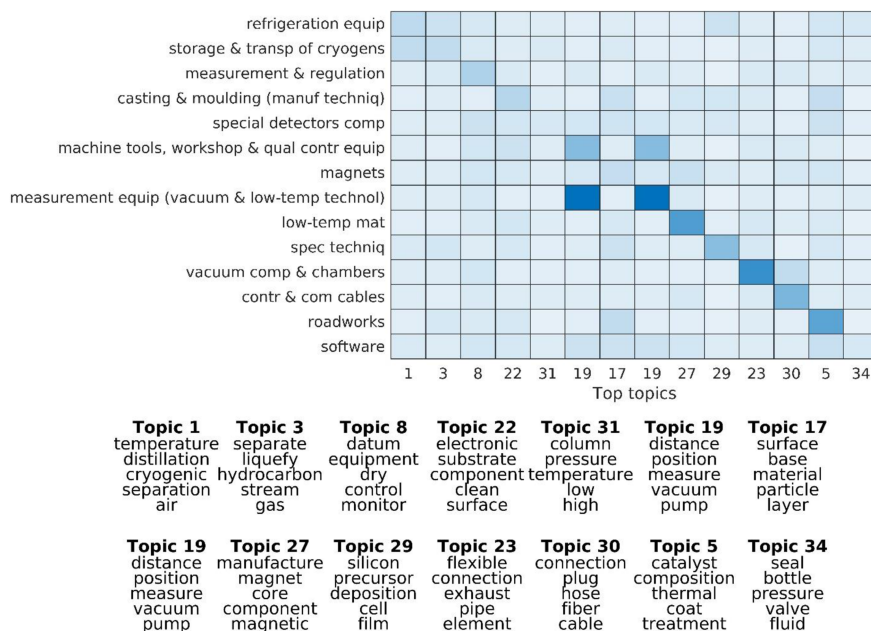 refrigeration equip
storage & transp of cryogens
measurement & regulation
casting & moulding (manuf techniq)
special detectors comp
machine tools, workshop & qual contr equip
magnets
measurement equip (vacuum & low-temp technol)
low-temp mat
spec techniq
vacuum comp & chambers
contr & com cables
roadworks
software
1 3 8 22 31 19 17 19 27 29 23 30 5 34
Top topics
Topic 1 Topic 3 Topic 8 Topic 22 Topic 31 Topic 19 Topic 17
temperature separate datum electronic column distance surface
distillation liquefy equipment substrate pressure position base
cryogenic hydrocarbon dry component temperature measure material
separation stream control clean low vacuum particle
air gas monitor surface high pump layer
Topic 19 Topic 27 Topic 29 Topic 23 Topic 30 Topic 5 Topic 34
distance manufacture silicon flexible connection catalyst seal
position magnet precursor connection plug composition bottle
measure core deposition exhaust hose thermal pressure
vacuum component cell pipe fiber coat valve
pump magnetic film element cable treatment fluid